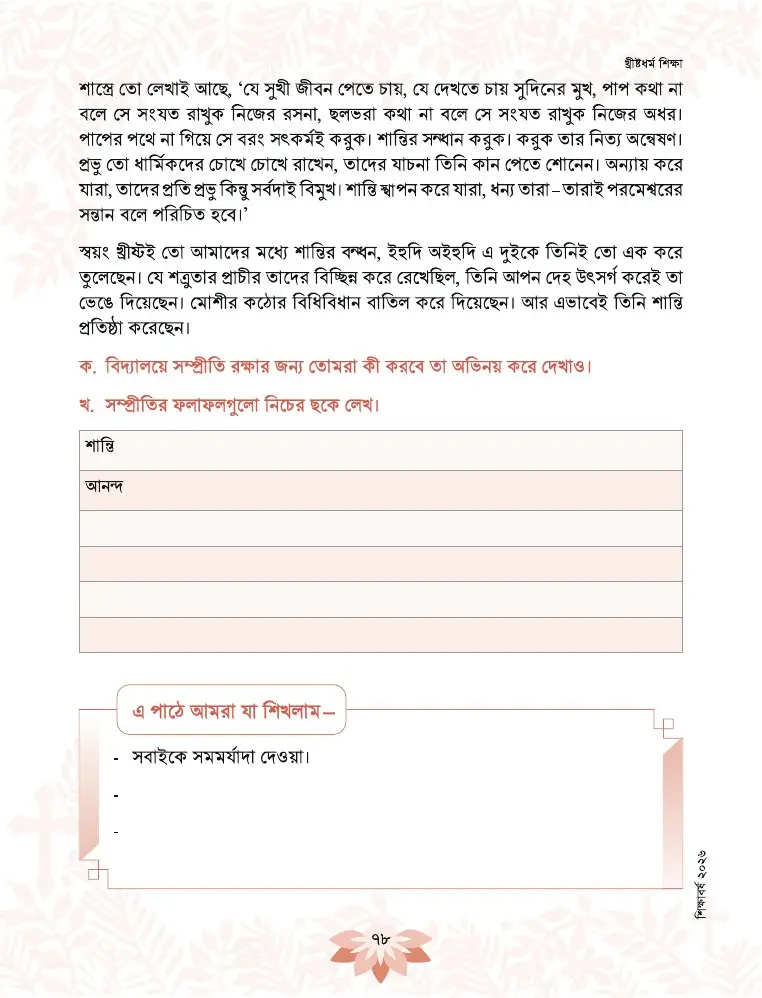 খ্রীষ্টধর্ম শিক্ষা
শাস্ত্রে তো লেখাই আছে, ‘যে সুখী জীবন পেতে চায়, যে দেখতে চায় সুদিনের মুখ, পাপ কথা না
বলে সে সংযত রাখুক নিজের রসনা, ছলভরা কথা না বলে সে সংযত রাখুক নিজের অধর।
পাপের পথে না গিয়ে সে বরং সৎকর্মই করুক। শান্তির সন্ধান করুক। করুক তার নিত্য অন্বেষণ।
প্রভু তো ধার্মিকদের চোখে চোখে রাখেন, তাদের যাচনা তিনি কান পেতে শোনেন। অন্যায় করে
যারা, তাদের প্রতি প্রভু কিন্তু সর্বদাই বিমুখ। শান্তি স্থাপন করে যারা, ধন্য তারা – তারাই পরমেশ্বরের
সন্তান বলে পরিচিত হবে।’
স্বয়ং খ্রীষ্টই তো আমাদের মধ্যে শান্তির বন্ধন, ইহুদি অইহুদি এ দুইকে তিনিই তো এক করে
তুলেছেন। যে শত্রুতার প্রাচীর তাদের বিচ্ছিন্ন করে রেখেছিল, তিনি আপন দেহ উৎসর্গ করেই তা
ভেঙে দিয়েছেন। মোশীর কঠোর বিধিবিধান বাতিল করে দিয়েছেন। আর এভাবেই তিনি শান্তি
প্রতিষ্ঠা করেছেন।
ক. বিদ্যালয়ে সম্প্রীতি রক্ষার জন্য তোমরা কী করবে তা অভিনয় করে দেখাও।
খ. সম্প্রীতির ফলাফলগুলো নিচের ছকে লেখ।
শান্তি
আনন্দ
এ পাঠে আমরা যা শিখলাম –
- সবাইকে সমমর্যাদা দেওয়া।
-
-
শিক্ষাবর্ষ ২০২৬
৭৮